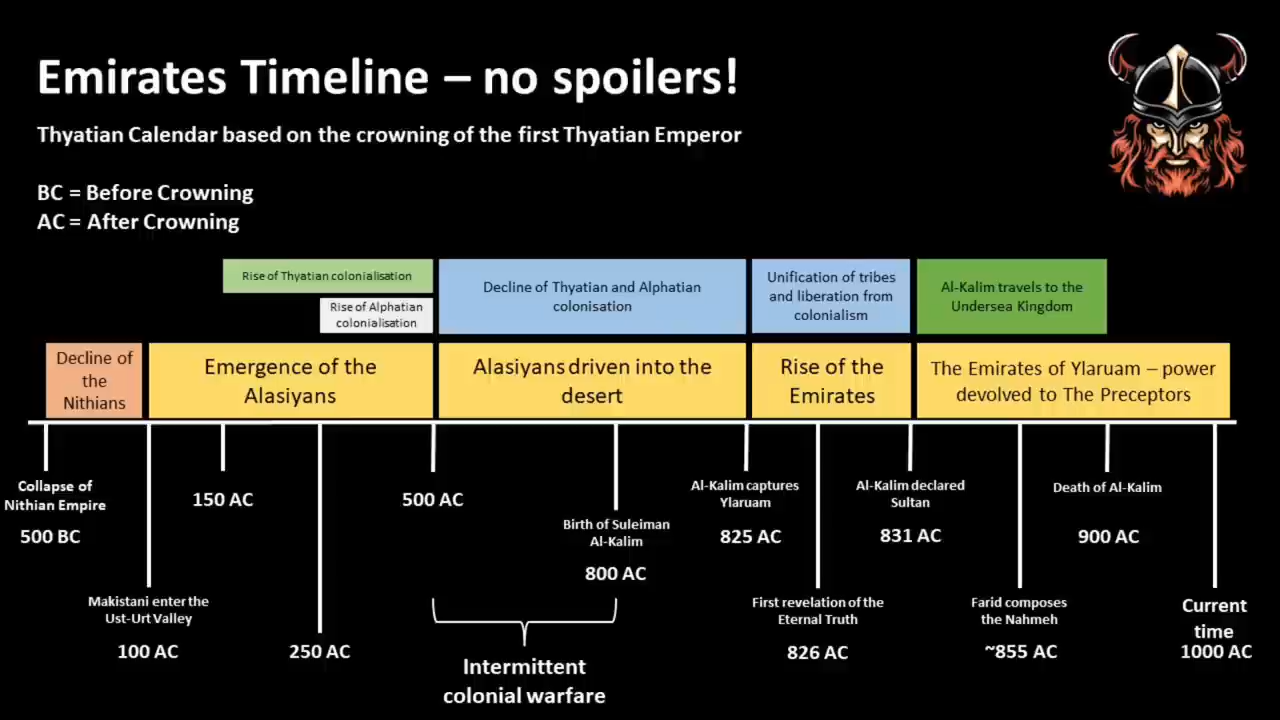 Emirates Timeline – no spoilers!
Thyatian Calendar based on the crowning of the first Thyatian Emperor
BC = Before Crowning
AC = After Crowning
Rise of Thyatian colonialisation
Rise of Alphatian
colonialisation
Decline of Thyatian and Alphatian
colonisation
Unification of tribes
and liberation from
colonialism
Al-Kalim travels to the
Undersea Kingdom
Decline of
the
Nithians
Emergence of the
Alasiyans
Alasiyans driven into the
desert
Rise of the
Emirates
The Emirates of Ylaruam – power
devolved to The Preceptors
Collapse of
Nithian Empire
500 BC
Makistani enter the
Ust-Urt Valley
100 AC
150 AC
250 AC
500 AC
Birth of Suleiman
Al-Kalim
800 AC
Intermittent
colonial warfare
Al-Kalim captures
Ylaruam
825 AC
First revelation of the
Eternal Truth
826 AC
Al-Kalim declared
Sultan
831 AC
Farid composes
the Nahmeh
~855 AC
Death of Al-Kalim
900 AC
Current
time
1000 AC